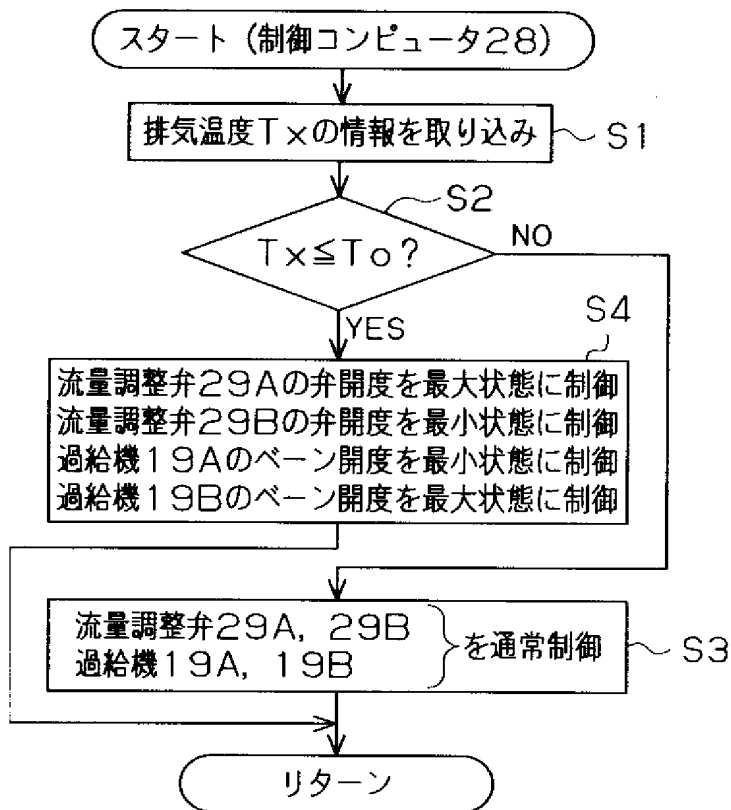 スタート（制御コンピュータ２８）
排気温度Ｔｘの情報を取り込み
S1
S2
Ｔｘ≦Ｔｏ？
NO
YES
S4
流量調整弁２９Ａの弁開度を最大状態に制御
流量調整弁２９Ｂの弁開度を最小状態に制御
過給機１９Ａのベーン開度を最小状態に制御
過給機１９Ｂのベーン開度を最大状態に制御
流量調整弁２９Ａ，２９Ｂ
過給機１９Ａ，１９Ｂ
を通常制御
S3
リターン